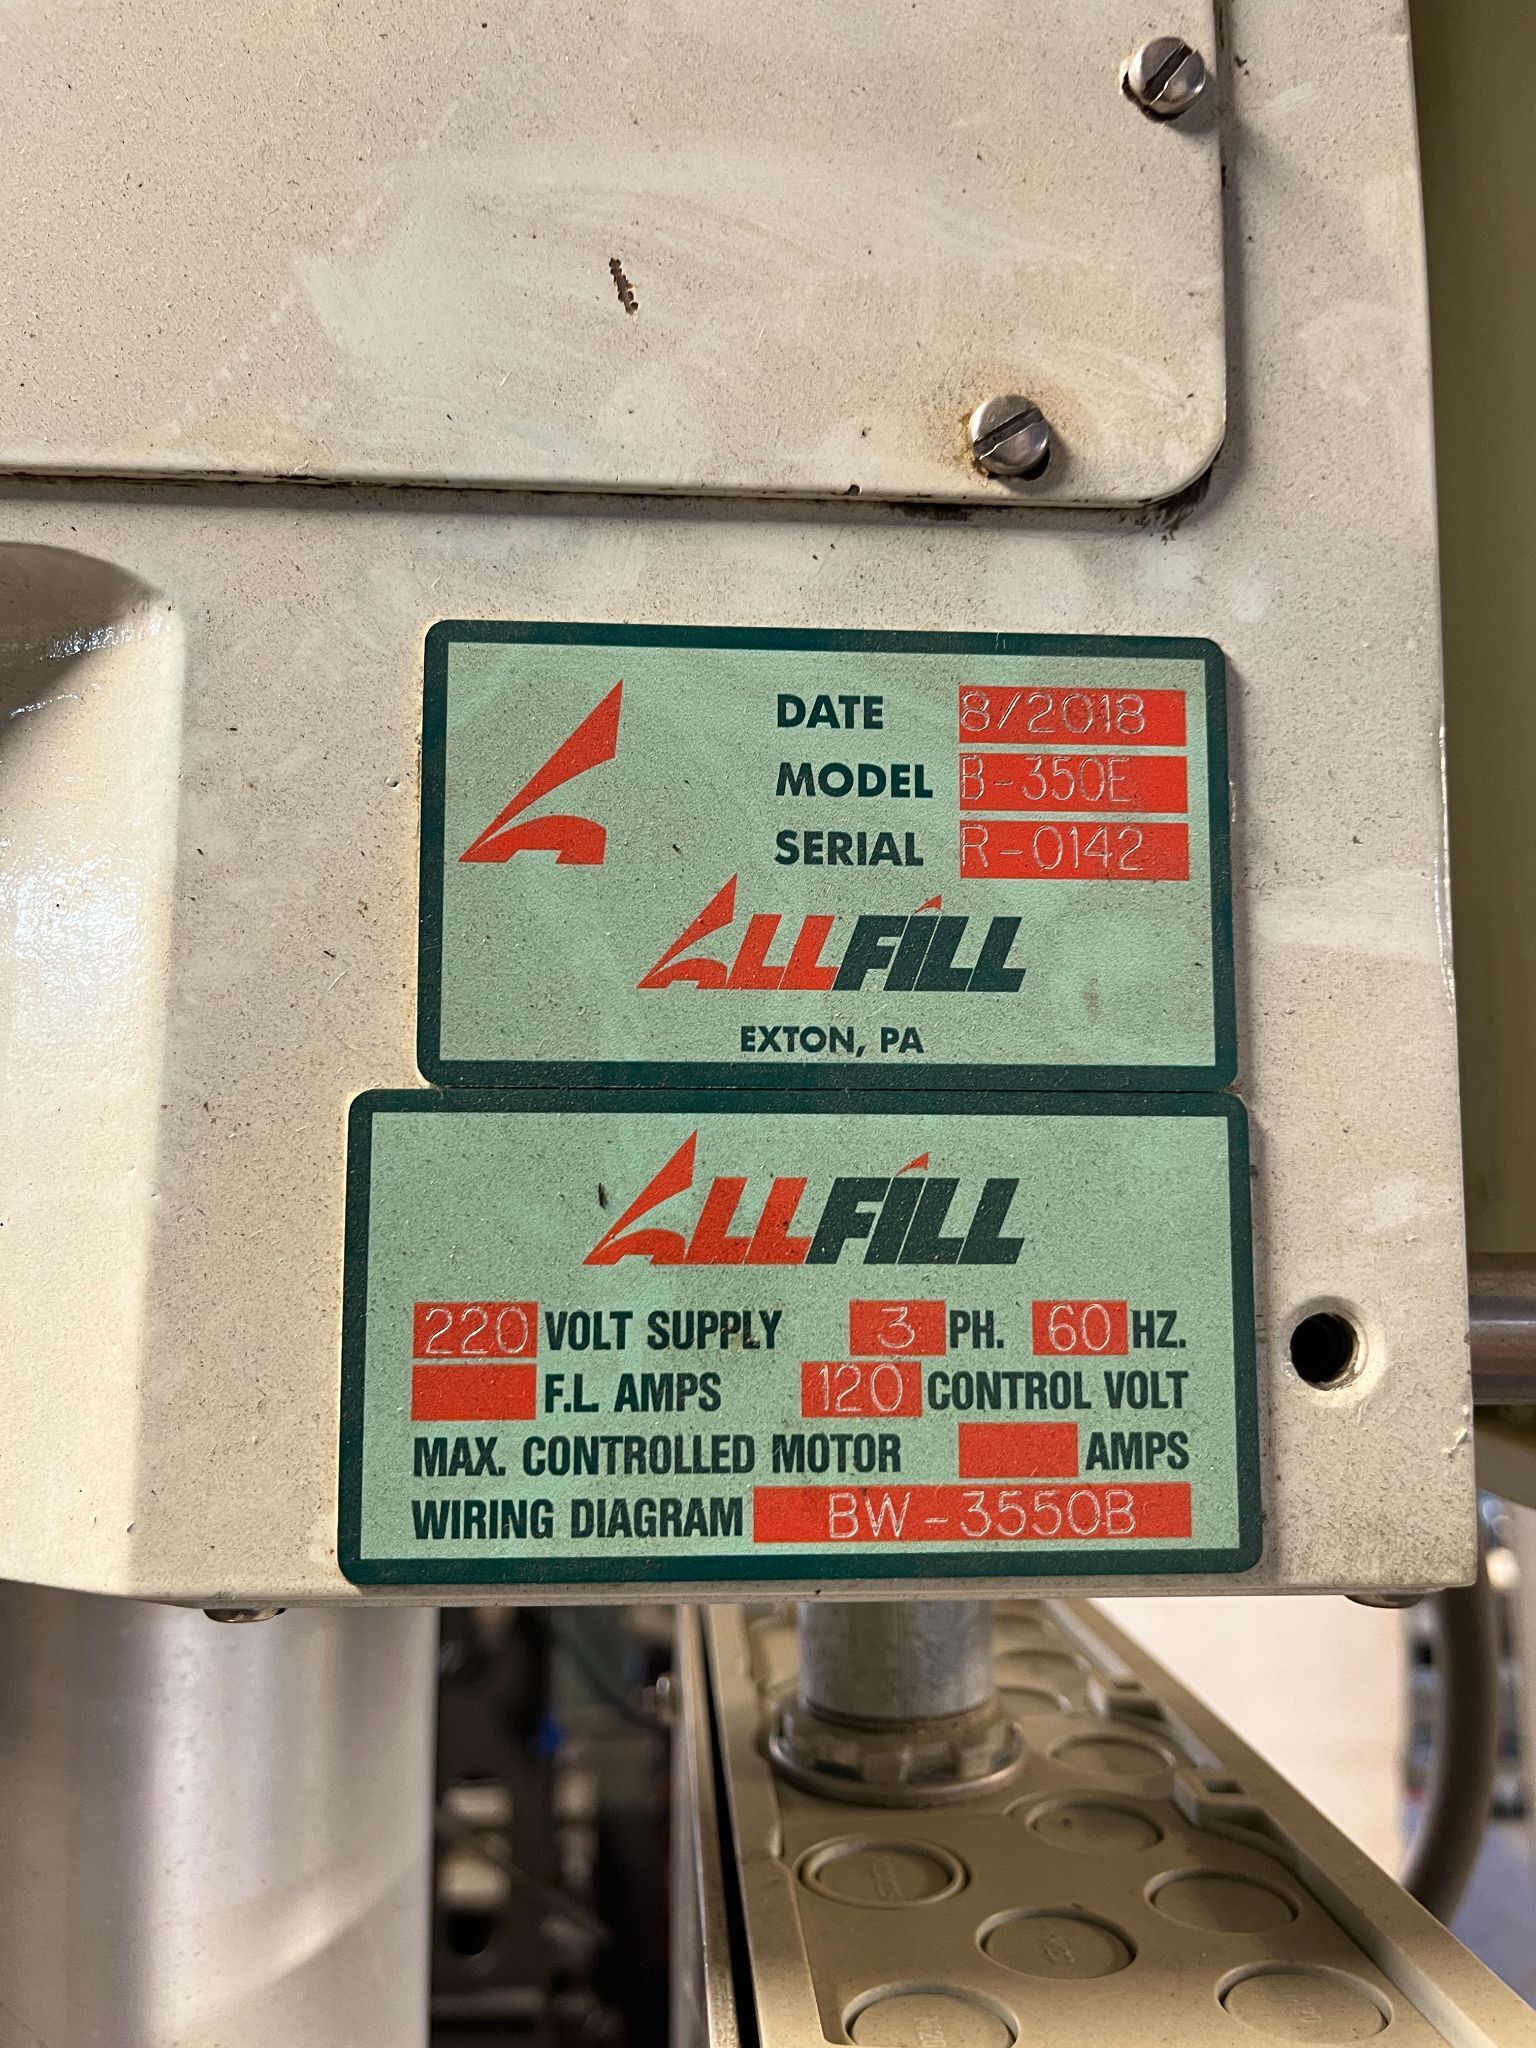 DATE 8/2018
MODEL B-350E
SERIAL R-0142
ALLFILL
EXTON, PA
ALLFILL
220 VOLT SUPPLY 3 PH. 60 HZ.
F.L. AMPS 120 CONTROL VOLT
MAX. CONTROLLED MOTOR AMPS
WIRING DIAGRAM BW-3550B